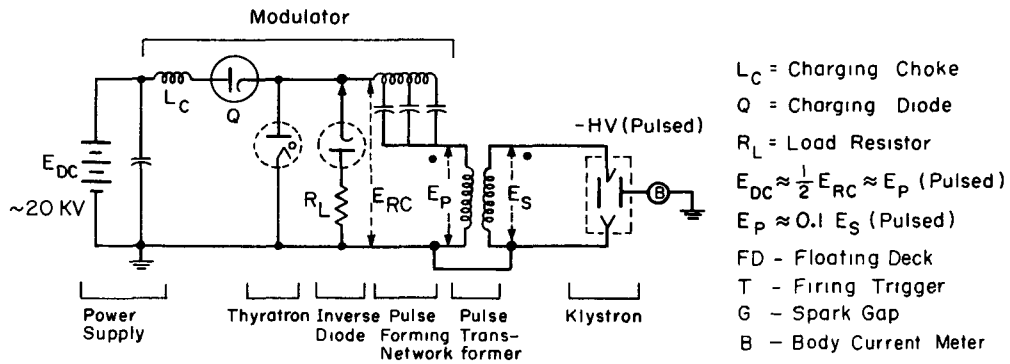 Modulator
L_C
Q
E_DC
~20 KV
R_L
E_RC
E_P
E_S
-HV (Pulsed)
B
Power Supply
Thyratron
Inverse Diode
Pulse Forming Network
Pulse Trans-former
Klystron
L_C = Charging Choke
Q = Charging Diode
R_L = Load Resistor
E_DC ≈ 1/2 E_RC ≈ E_P (Pulsed)
E_P ≈ 0.1 E_S (Pulsed)
FD - Floating Deck
T - Firing Trigger
G - Spark Gap
B - Body Current Meter